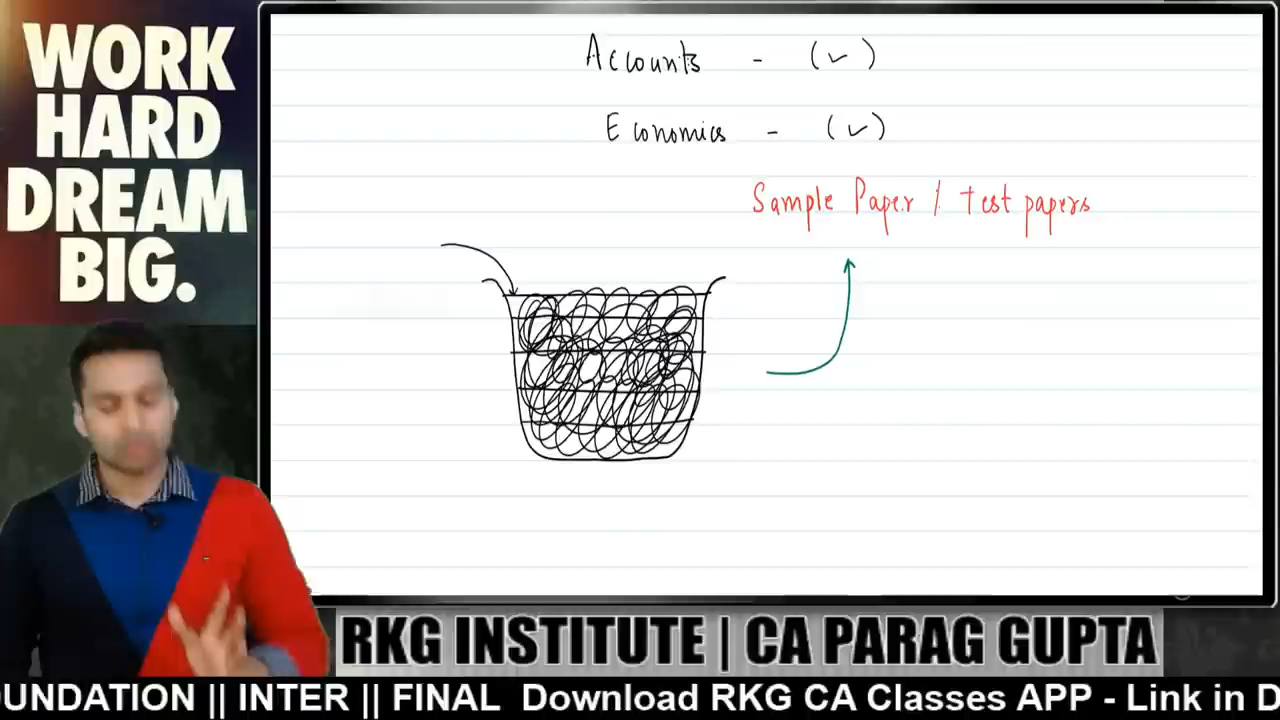 WORK
HARD
DREAM
BIG.
Accounts - (✓)
Economics - (✓)
Sample Paper / Test papers
RKG INSTITUTE | CA PARAG GUPTA
OUNDATION || INTER || FINAL Download RKG CA Classes APP - Link in D